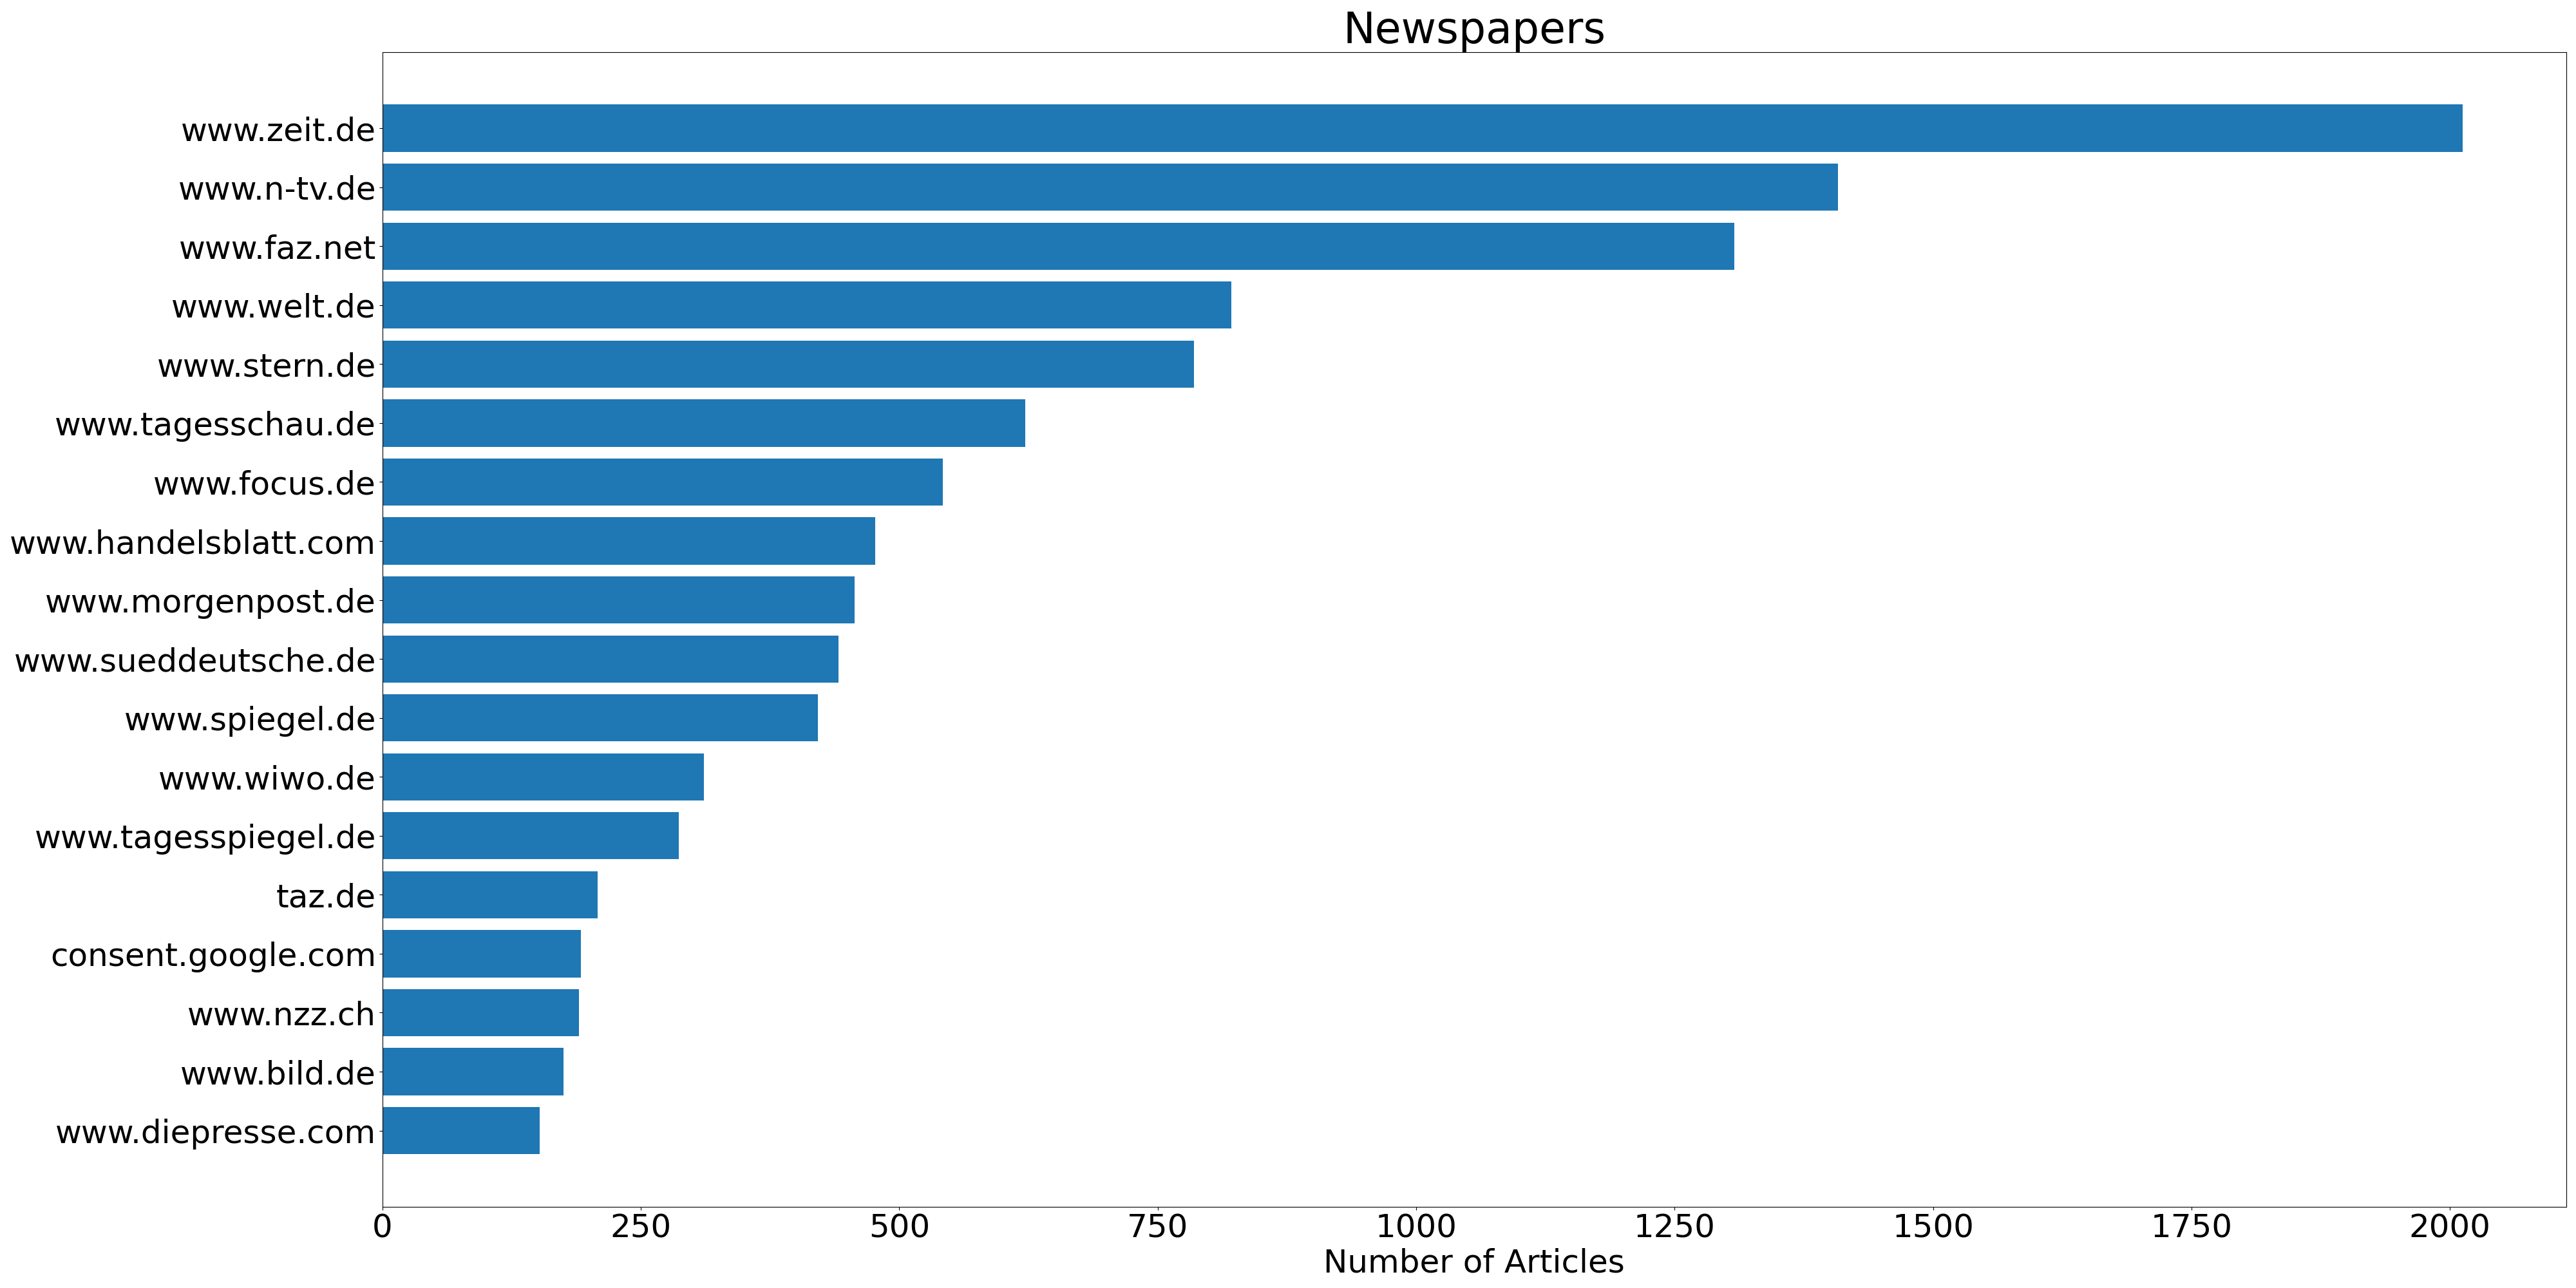 Newspapers
www.zeit.de
www.n-tv.de
www.faz.net
www.welt.de
www.stern.de
www.tagesschau.de
www.focus.de
www.handelsblatt.com
www.morgenpost.de
www.sueddeutsche.de
www.spiegel.de
www.wiwo.de
www.tagesspiegel.de
taz.de
consent.google.com
www.nzz.ch
www.bild.de
www.diepresse.com
0 250 500 750 1000 1250 1500 1750 2000
Number of Articles